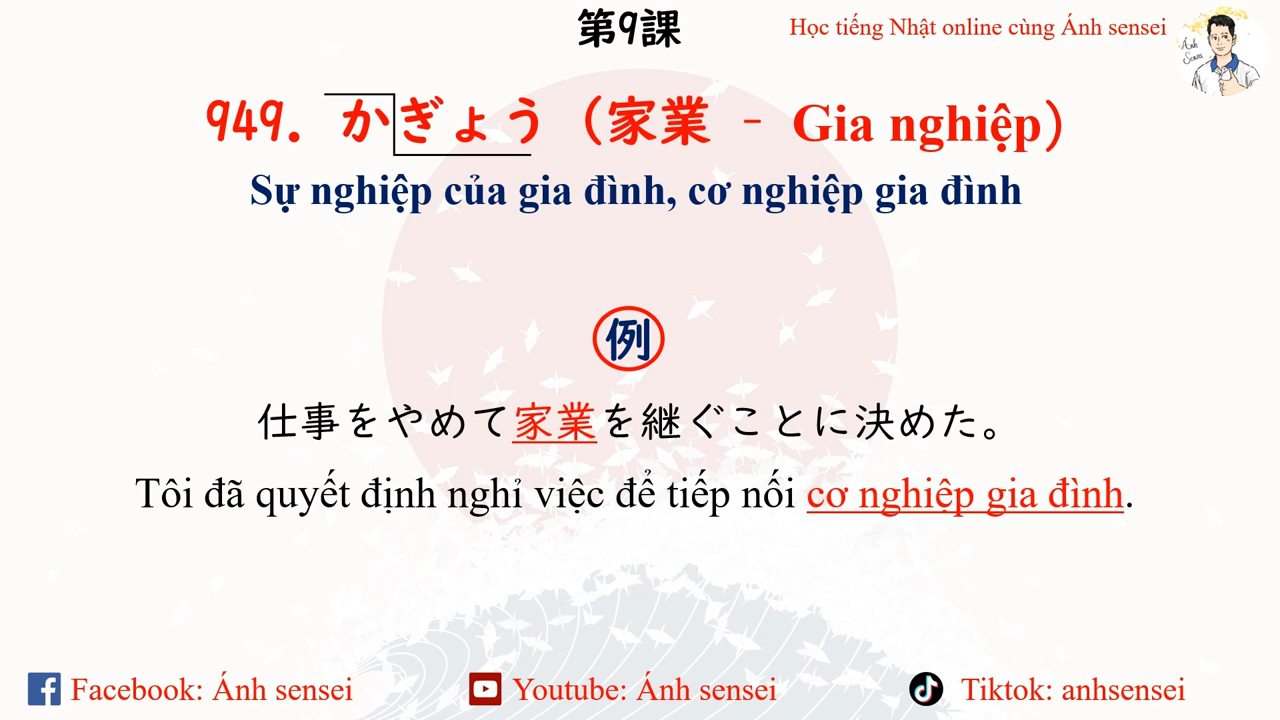 第9課
Học tiếng Nhật online cùng Ánh sensei
Ánh
Sensei
949. かぎょう（家業 - Gia nghiệp）
Sự nghiệp của gia đình, cơ nghiệp gia đình
例
仕事をやめて家業を継ぐことに決めた。
Tôi đã quyết định nghỉ việc để tiếp nối cơ nghiệp gia đình.
Facebook: Ánh sensei
Youtube: Ánh sensei
Tiktok: anhsensei